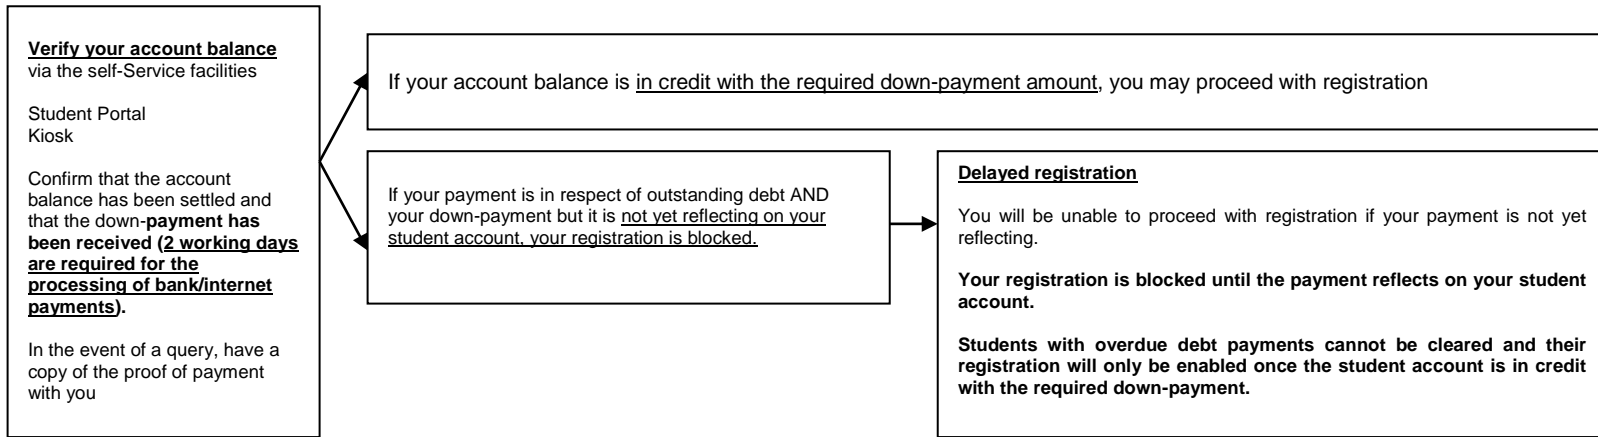 Verify your account balance
via the self-Service facilities
Student Portal
Kiosk
Confirm that the account
balance has been settled and
that the down-payment has
been received (2 working days
are required for the
processing of bank/internet
payments).
In the event of a query, have a
copy of the proof of payment
with you
If your account balance is in credit with the required down-payment amount, you may proceed with registration
If your payment is in respect of outstanding debt AND
your down-payment but it is not yet reflecting on your
student account, your registration is blocked.
Delayed registration
You will be unable to proceed with registration if your payment is not yet
reflecting.
Your registration is blocked until the payment reflects on your student
account.
Students with overdue debt payments cannot be cleared and their
registration will only be enabled once the student account is in credit
with the required down-payment.